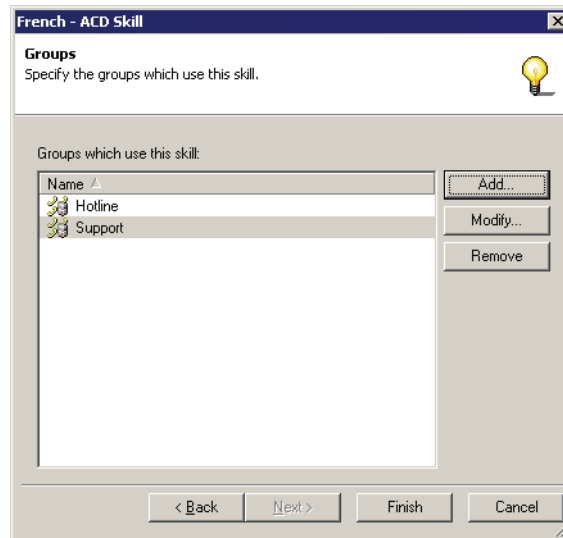 French - ACD Skill
Groups
Specify the groups which use this skill.
Groups which use this skill:
Name
Hotline
Support
Add...
Modify...
Remove
< Back
Next >
Finish
Cancel